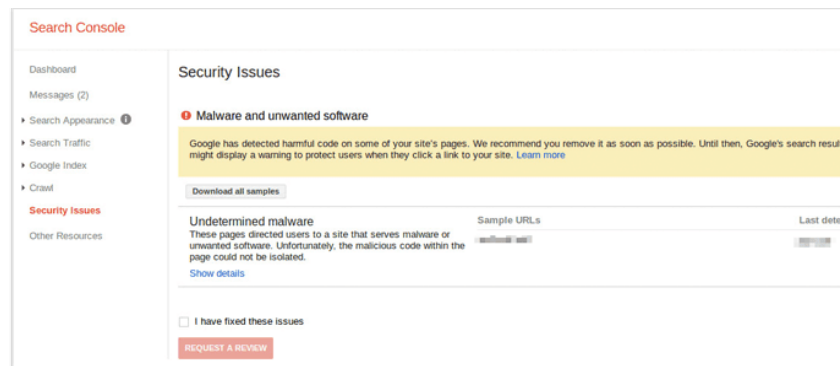 Search Console
Dashboard
Messages (2)
Search Appearance
Search Traffic
Google Index
Crawl
Security Issues
Other Resources
Security Issues
Malware and unwanted software
Google has detected harmful code on some of your site's pages. We recommend you remove it as soon as possible. Until then, Google's search
might display a warning to protect users when they click a link to your site. Learn more
Download all samples
Undetermined malware
These pages directed users to a site that serves malware or
unwanted software. Unfortunately, the malicious code within the
page could not be isolated.
Show details
Sample URLs
Last
I have fixed these issues
REQUEST A REVIEW